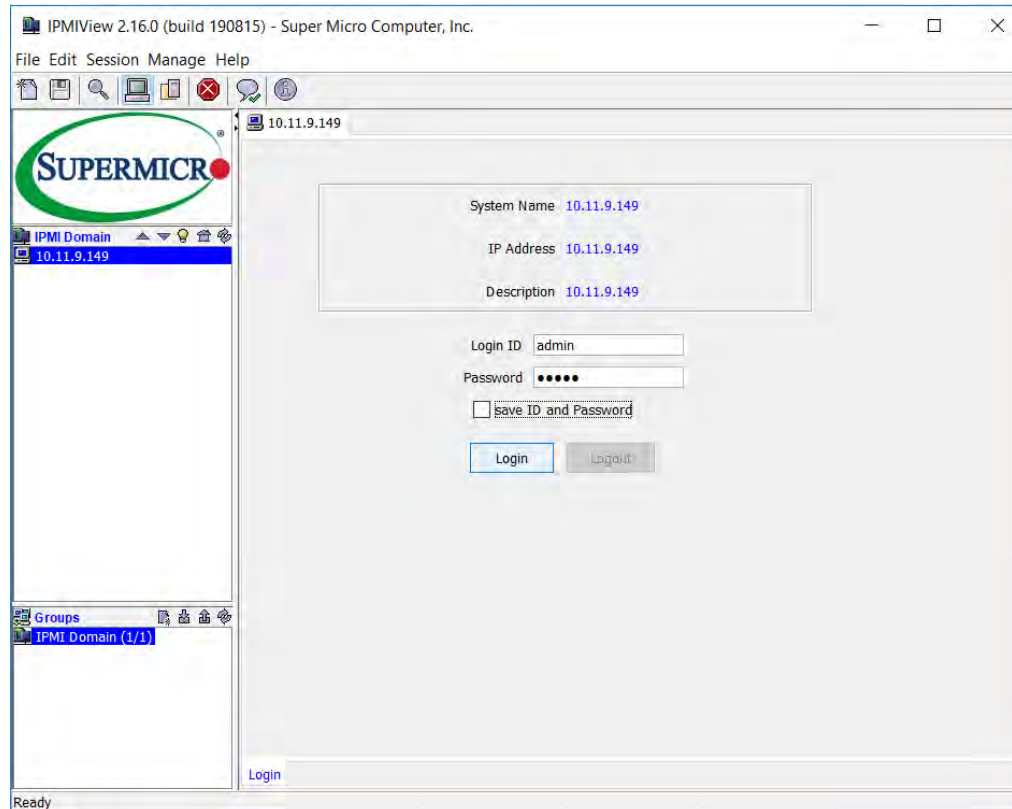 IPMIView 2.16.0 (build 190815) - Super Micro Computer, Inc.
File Edit Session Manage Help
SUPERMICR
®
10.11.9.149
System Name 10.11.9.149
IP Address 10.11.9.149
Description 10.11.9.149
IPMI Domain
10.11.9.149
Login ID admin
Password •••••
save ID and Password
Login Logout
Groups
IPMI Domain (1/1)
Login
Ready